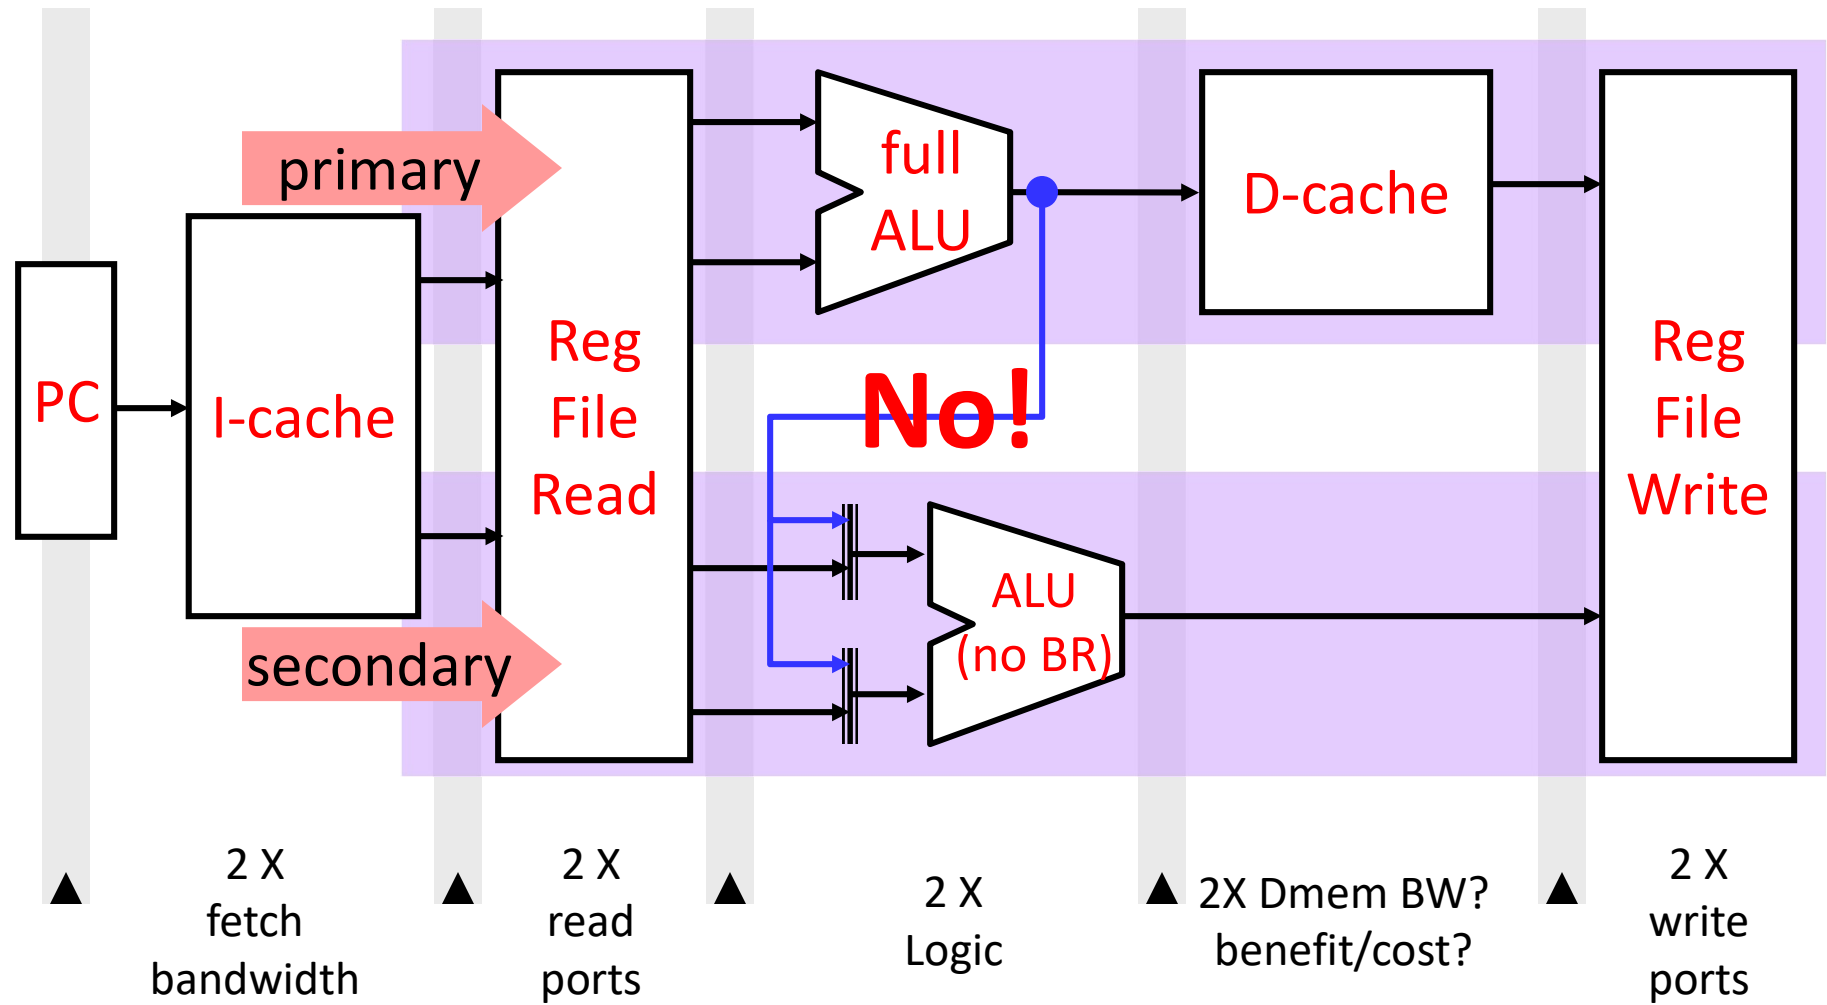 primary
full
ALU
D-cache
PC
I-cache
Reg
File
Read
No!
Reg
File
Write
secondary
ALU
(no BR)
2 X
fetch
bandwidth
2 X
read
ports
2 X
Logic
2X Dmem BW?
benefit/cost?
2 X
write
ports